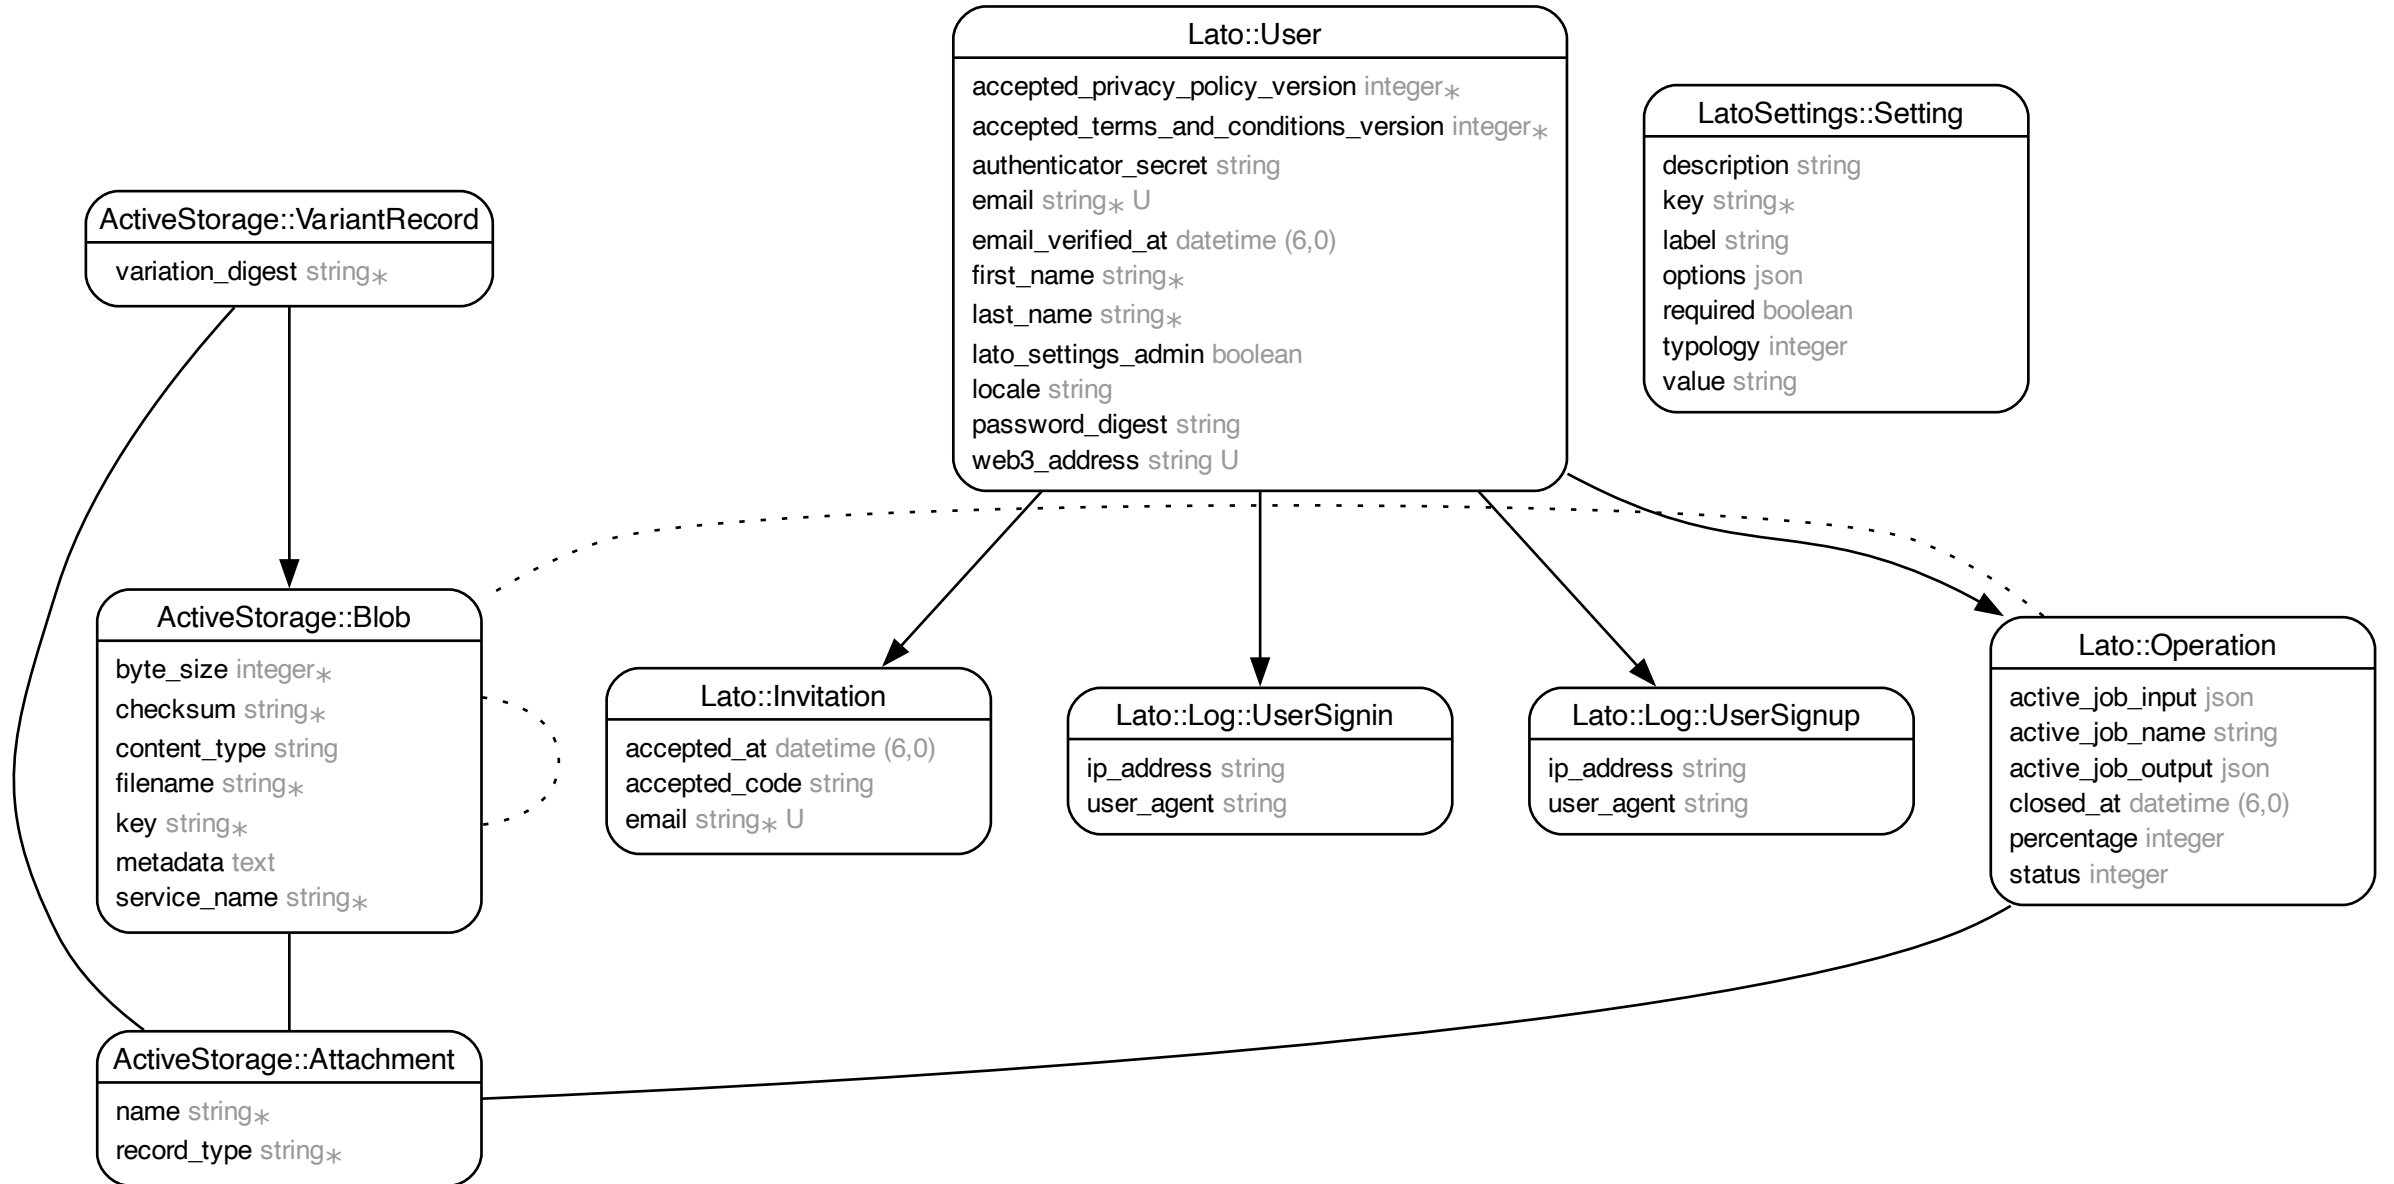 Lato::User
accepted_privacy_policy_version integer∗
accepted_terms_and_conditions_version integer∗
authenticator_secret string
email string∗ U
email_verified_at datetime (6,0)
first_name string∗
last_name string∗
lato_settings_admin boolean
locale string
password_digest string
web3_address string U
LatoSettings::Setting
description string
key string∗
label string
options json
required boolean
typology integer
value string
ActiveStorage::VariantRecord
variation_digest string∗
ActiveStorage::Blob
byte_size integer∗
checksum string∗
content_type string
filename string∗
key string∗
metadata text
service_name string∗
Lato::Invitation
accepted_at datetime (6,0)
accepted_code string
email string∗ U
Lato::Log::UserSignin
ip_address string
user_agent string
Lato::Log::UserSignup
ip_address string
user_agent string
Lato::Operation
active_job_input json
active_job_name string
active_job_output json
closed_at datetime (6,0)
percentage integer
status integer
ActiveStorage::Attachment
name string∗
record_type string∗